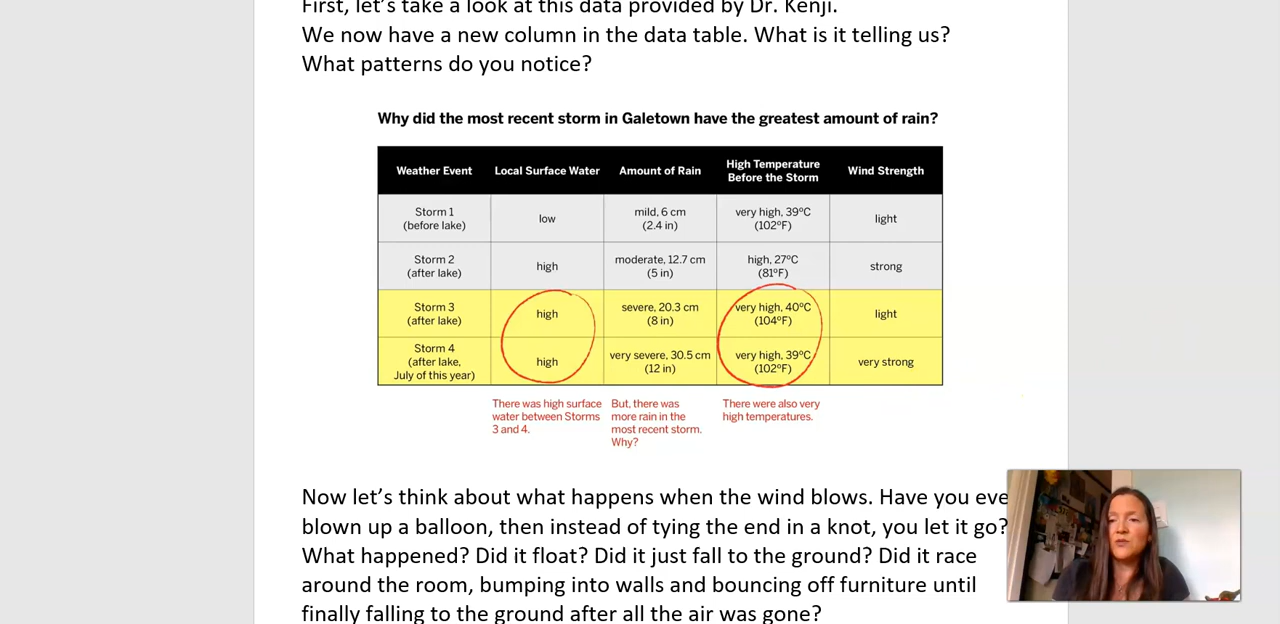 First, let's take a look at this data provided by Dr. Kenji.
We now have a new column in the data table. What is it telling us?
What patterns do you notice?
Why did the most recent storm in Galetown have the greatest amount of rain?
Weather Event
Local Surface Water
Amount of Rain
High Temperature
Before the Storm
Wind Strength
Storm 1
(before lake)
low
mild, 6 cm
(2.4 in)
very high, 39ºC
(102ºF)
light
Storm 2
(after lake)
high
moderate, 12.7 cm
(5 in)
high, 27ºC
(81ºF)
strong
Storm 3
(after lake)
high
severe, 20.3 cm
(8 in)
very high, 40ºC
(104ºF)
light
Storm 4
(after lake,
July of this year)
high
very severe, 30.5 cm
(12 in)
very high, 39ºC
(102ºF)
very strong
There was high surface
water between Storms
3 and 4.
But, there was
more rain in the
most recent storm.
Why?
There were also very
high temperatures.
Now let's think about what happens when the wind blows. Have you eve
blown up a balloon, then instead of tying the end in a knot, you let it go?
What happened? Did it float? Did it just fall to the ground? Did it race
around the room, bumping into walls and bouncing off furniture until
finally falling to the ground after all the air was gone?